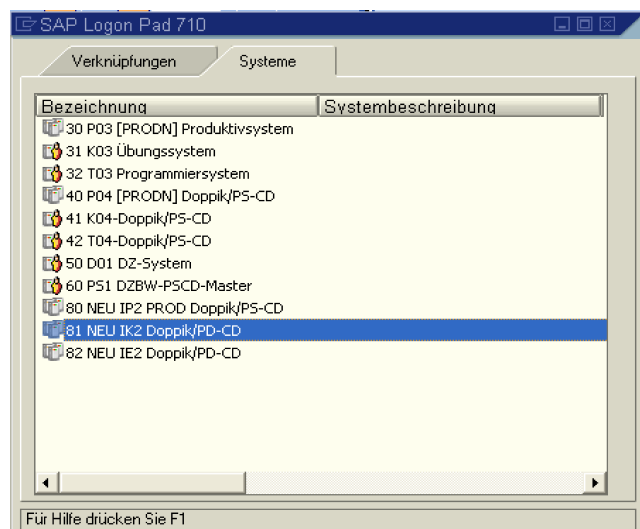 SAP Logon Pad 710
Verknüpfungen Systeme
Bezeichnung Systembeschreibung
30 P03 [PRODN] Produktivsystem
31 K03 Übungssystem
32 T03 Programmiersystem
40 P04 [PRODN] Doppik/PS-CD
41 K04-Doppik/PS-CD
42 T04-Doppik/PS-CD
50 D01 DZ-System
60 PS1 DZBW-PSCD-Master
80 NEU IP2 PROD Doppik/PS-CD
81 NEU IK2 Doppik/PD-CD
82 NEU IE2 Doppik/PD-CD
Für Hilfe drücken Sie F1